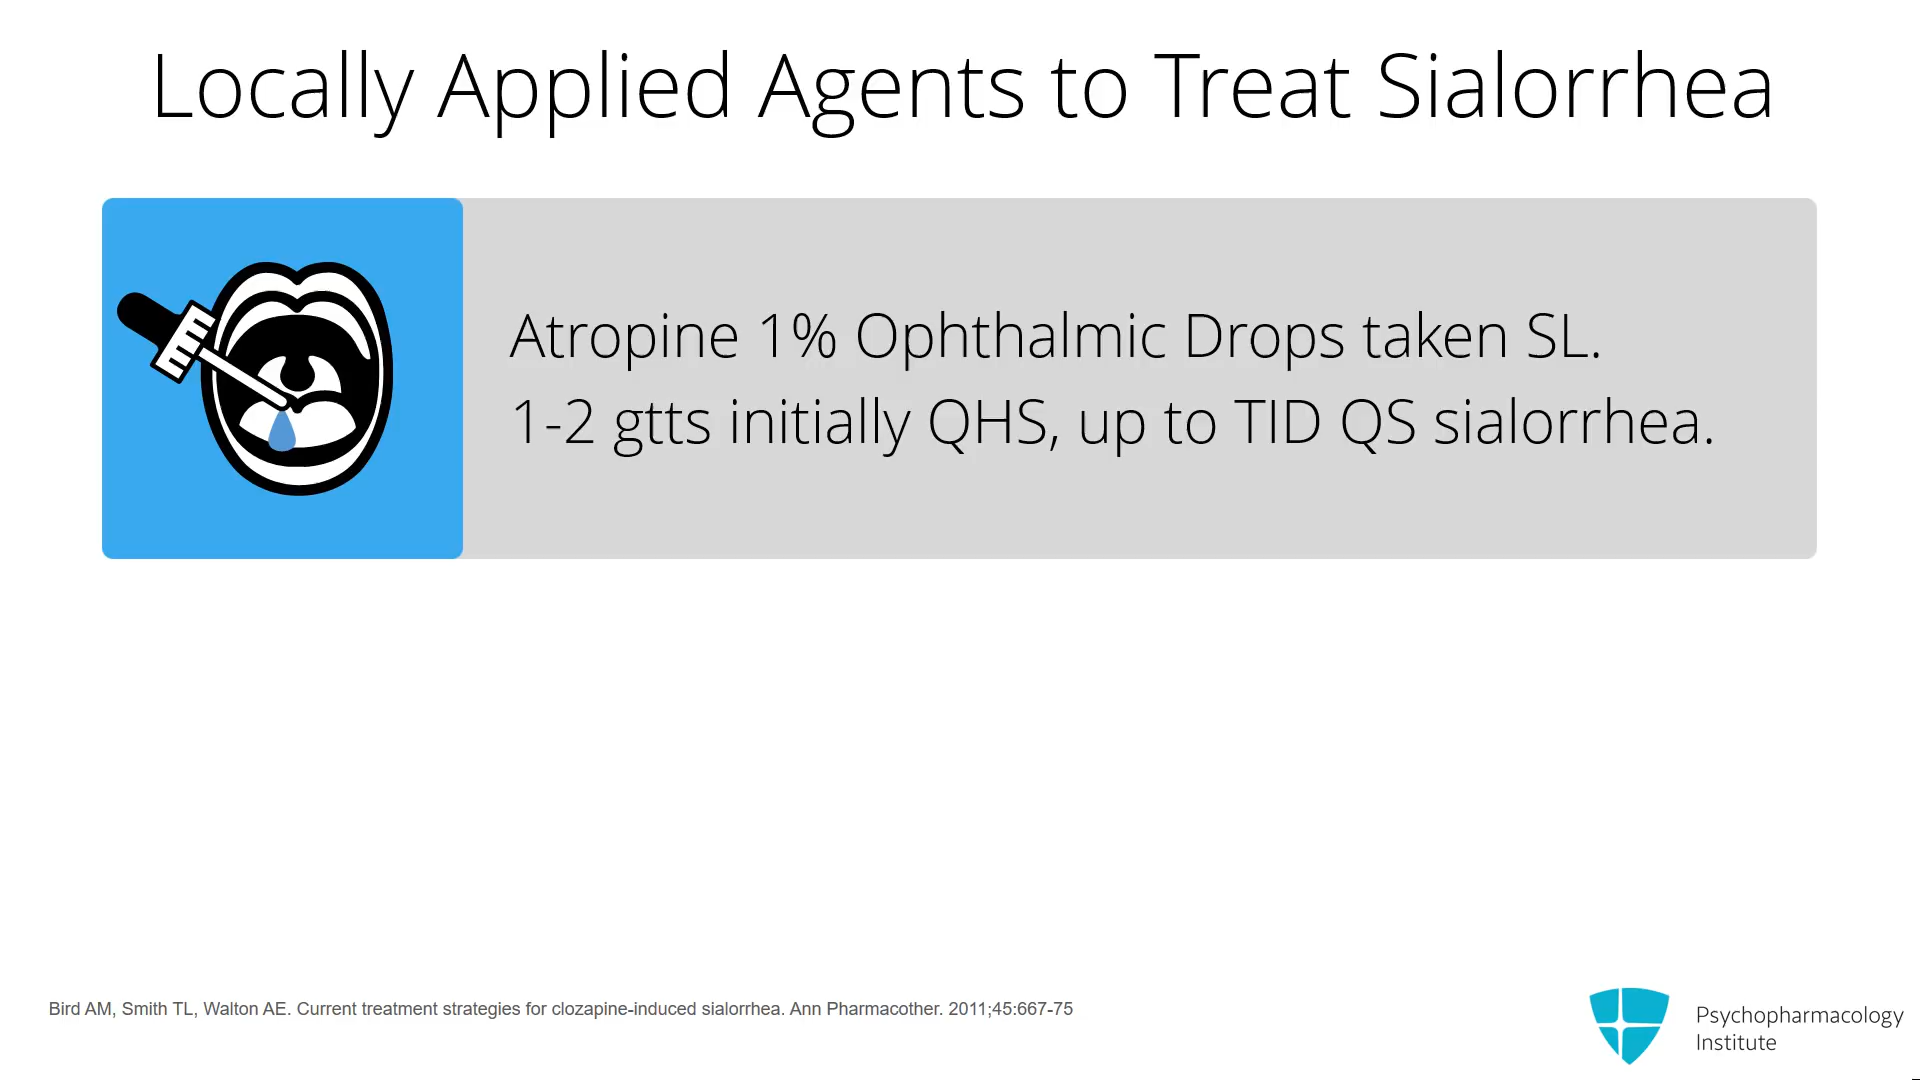 Locally Applied Agents to Treat Sialorrhea
Atropine 1% Ophthalmic Drops taken SL.
1-2 gtts initially QHS, up to TID QS sialorrhea.
Bird AM, Smith TL, Walton AE. Current treatment strategies for clozapine-induced sialorrhea. Ann Pharmacother. 2011;45:667-75
Psychopharmacology
Institute